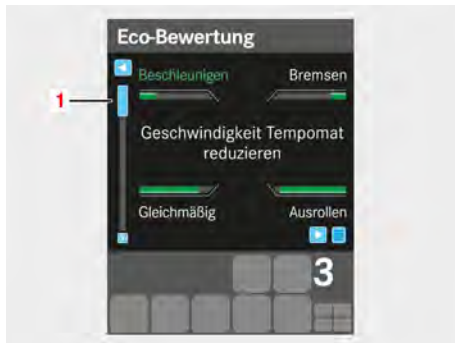 Eco-Bewertung
Beschleunigen
Bremsen
1
Geschwindigkeit Tempomat
reduzieren
Gleichmäßig
Ausrollen
3